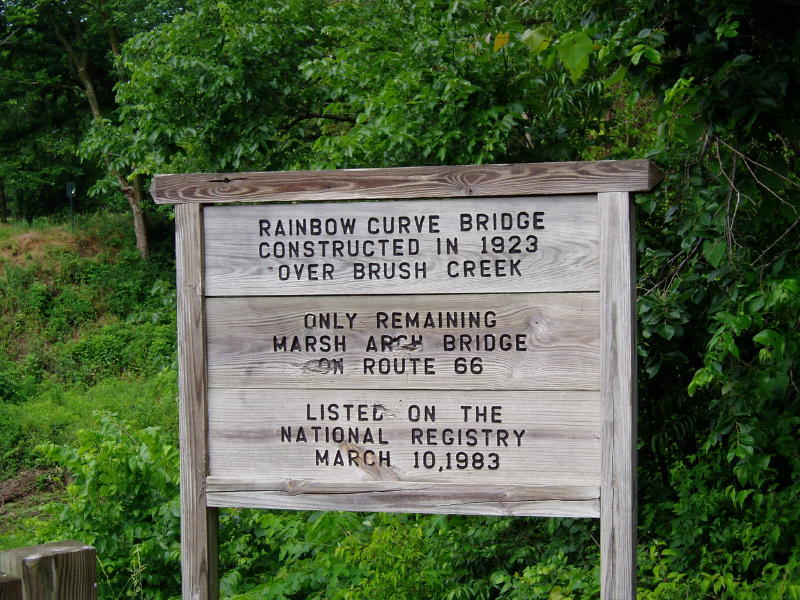 RAINBOW CURVE BRIDGE
CONSTRUCTED IN 1923
OVER BRUSH CREEK
ONLY REMAINING
MARSH ARCH BRIDGE
ON ROUTE 66
LISTED ON THE
NATIONAL REGISTRY
MARCH 10,1983